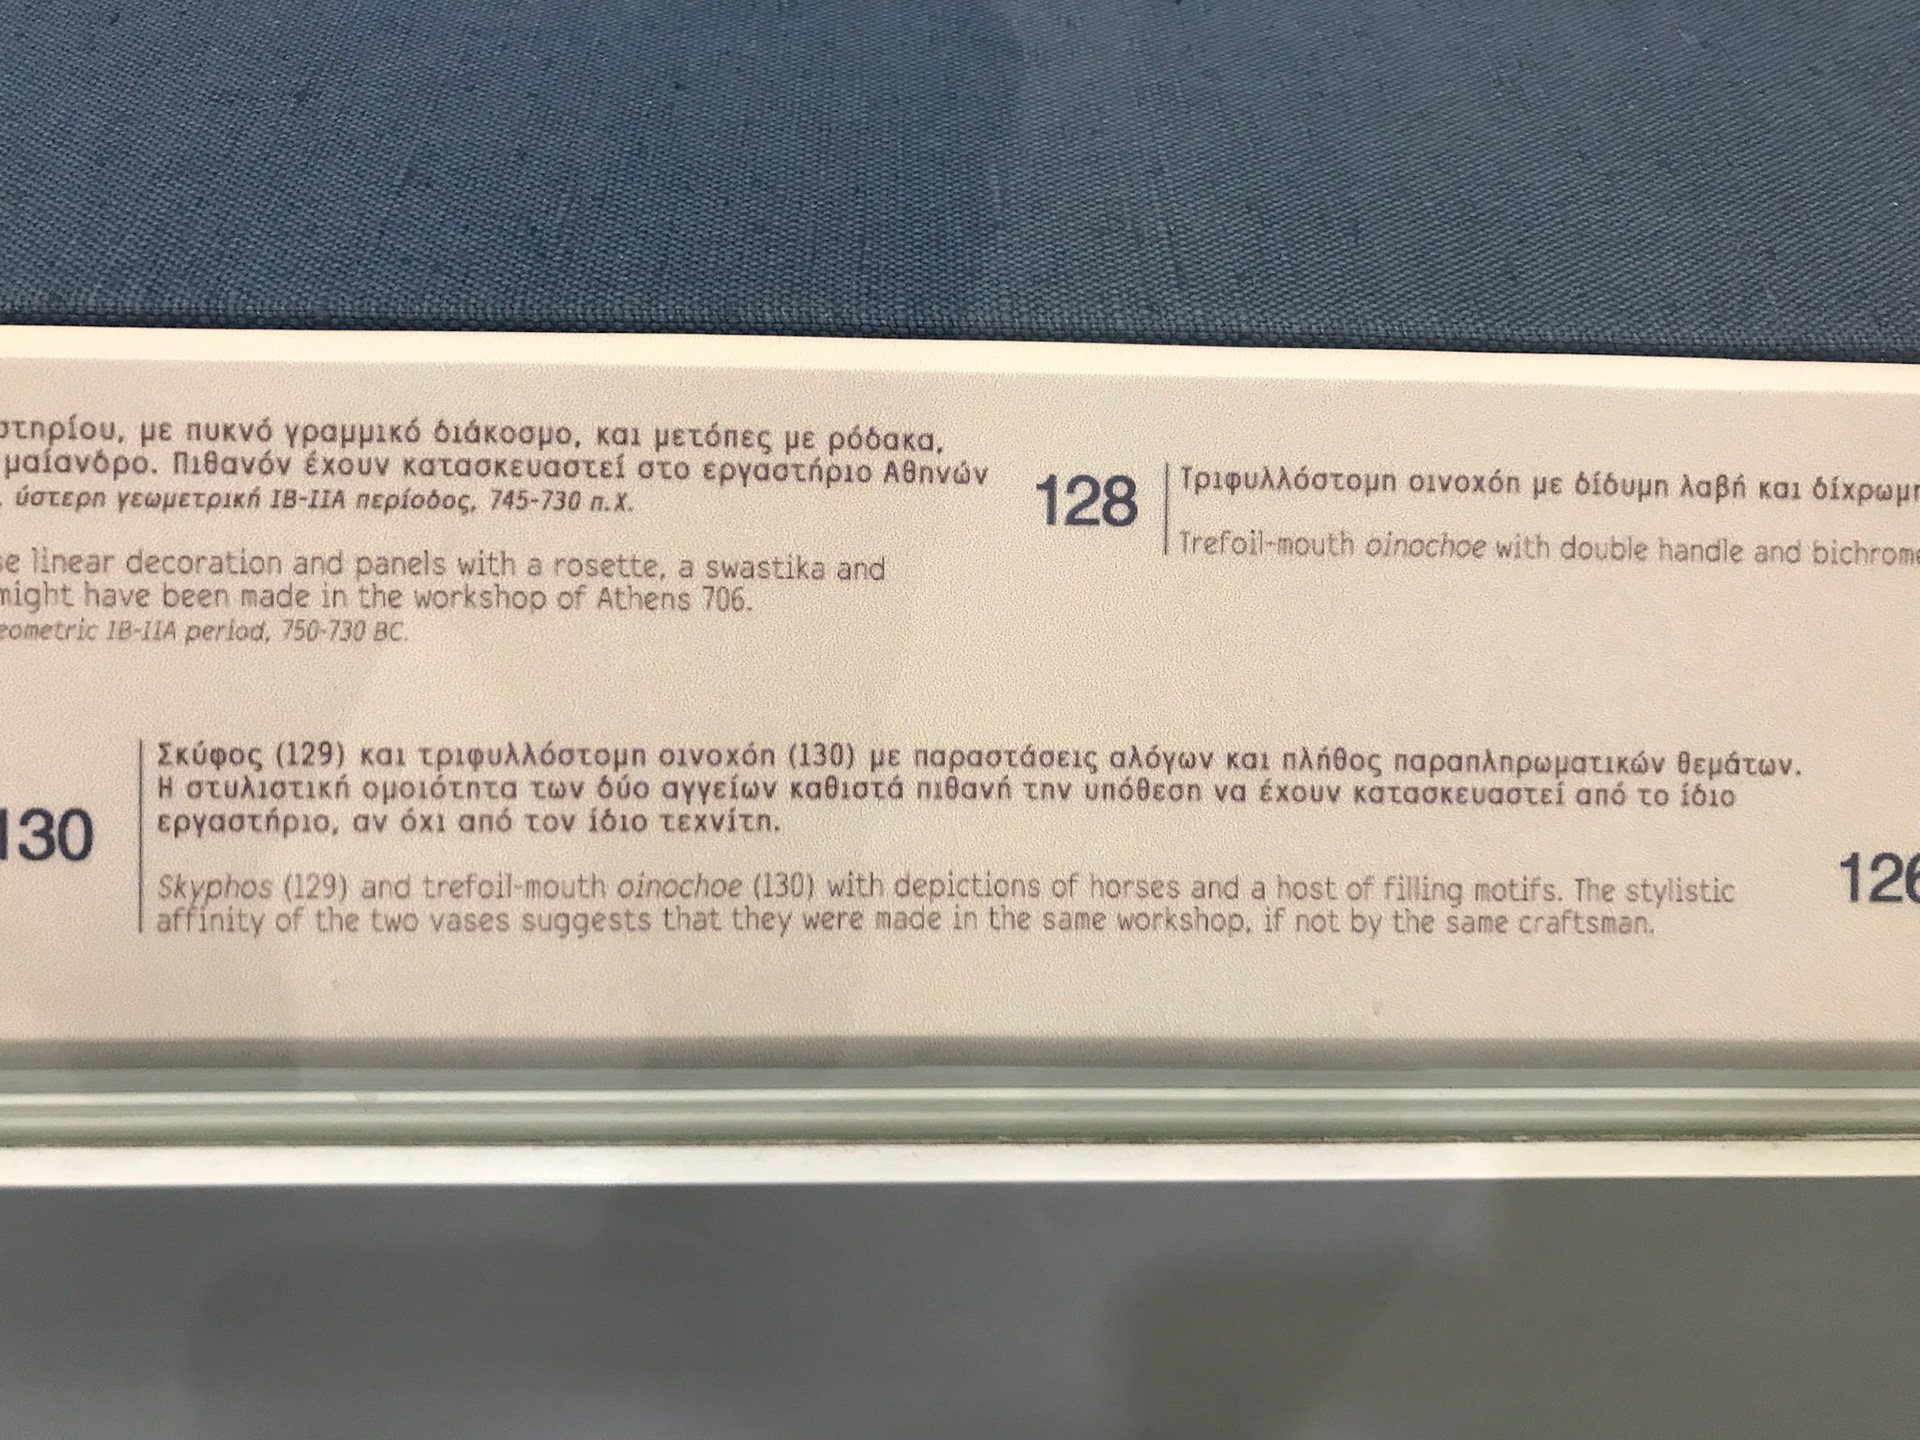 με πυκνό γραμμικό διάκοσμο, και μετόπες με ρόδακα,
μαίανδρο. Πιθανόν έχουν κατασκευαστεί στο εργαστήριο Αθηνών
ύστερη γεωμετρική ΙΒ-ΙΙΑ περίοδος, 745-730 π.Χ.
linear decoration and panels with a rosette, a swastika and
might have been made in the workshop of Athens 706.
IB-IIA period, 750-730 BC.
128
Τριφυλλόστομη οινοχόη με δίδυμη λαβή και
Trefoil-mouth oinochoe with double handle and
130
Σκύφος (129) και τριφυλλόστομη οινοχόη (130) με παραστάσεις αλόγων και πλήθος παραπληρωματικών θεμάτων.
Η στυλιστική ομοιότητα των δύο αγγείων καθιστά πιθανή την υπόθεση να έχουν κατασκευαστεί από το ίδιο
εργαστήριο, αν όχι από τον ίδιο τεχνίτη.
Skyphos (129) and trefoil-mouth oinochoe (130) with depictions of horses and a host of filling motifs. The stylistic
affinity of the two vases suggests that they were made in the same workshop, if not by the same craftsman.
126